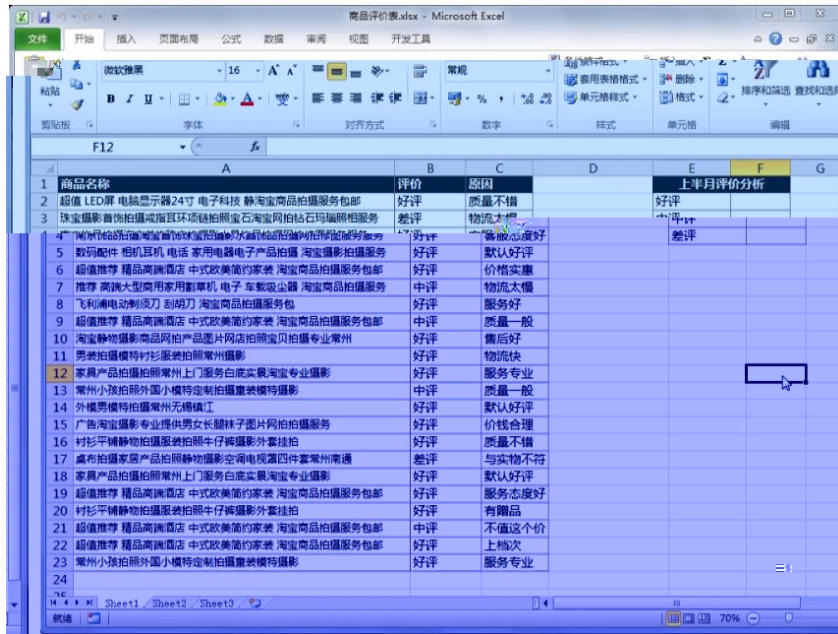 商品评价表.xlsx - Microsoft Excel
文件 开始 插入 页面布局 公式 数据 审阅 视图 开发工具
微软雅黑 16 常规
粘贴 套用表格格式 删除 单元格样式 格式 排序和筛选
剪贴板 字体 对齐方式 数字 样式 单元格 编辑
F12 fx
A B C D E F G
1 商品名称 评价 原因 上半月评价分析
2 超值 LED屏 电脑显示器24寸 电子科技 静淘宝商品拍摄服务包邮 好评 质量不错 好评
3 珠宝摄影首饰拍摄戒指耳环项链拍照宝石淘宝网拍钻石玛瑙照相服务 差评 中评
4 好评 客服态度好 差评
5 数码配件 相机耳机 电话 家用电器电子产品拍摄 淘宝摄影拍摄服务 好评 默认好评
6 超值推荐 精品高端酒店 中式欧美简约家装 淘宝商品拍摄服务包邮 好评 价格实惠
7 推荐 高端大型商用家用割草机 电子 车载吸尘器 淘宝商品拍摄服务 中评 物流太慢
8 飞利浦电动剃须刀 刮胡刀 淘宝商品拍摄服务包 好评 服务好
9 超值推荐 精品高端酒店 中式欧美简约家装 淘宝商品拍摄服务包邮 中评 质量一般
10 淘宝静物摄影商品网拍产品图片网店拍照宝贝拍摄专业常州 好评 售后好
11 男装拍摄模特衬衫服装拍照常州摄影 好评 物流快
12 家具产品拍摄拍照常州上门服务白底实景淘宝专业摄影 好评 服务专业
13 常州小孩拍照外国小模特定制拍摄童装模特摄影 中评 质量一般
14 外模男模特拍摄常州无锡镇江 好评 默认好评
15 广告淘宝摄影专业提供男女长腿袜子图片网拍拍摄服务 好评 价钱合理
16 衬衫平铺静物拍摄服装拍照牛仔裤摄影外套挂拍 好评 质量不错
17 桌布拍摄家居产品拍照静物摄影空调电视罩四件套常州南通 差评 与实物不符
18 家具产品拍摄拍照常州上门服务白底实景淘宝专业摄影 好评 默认好评
19 超值推荐 精品高端酒店 中式欧美简约家装 淘宝商品拍摄服务包邮 好评 服务态度好
20 衬衫平铺静物拍摄服装拍照牛仔裤摄影外套挂拍 好评 有赠品
21 超值推荐 精品高端酒店 中式欧美简约家装 淘宝商品拍摄服务包邮 中评 不值这个价
22 超值推荐 精品高端酒店 中式欧美简约家装 淘宝商品拍摄服务包邮 好评 上档次
23 常州小孩拍照外国小模特定制拍摄童装模特摄影 好评 服务专业
24
Sheet1 Sheet2 Sheet3
就绪 70%